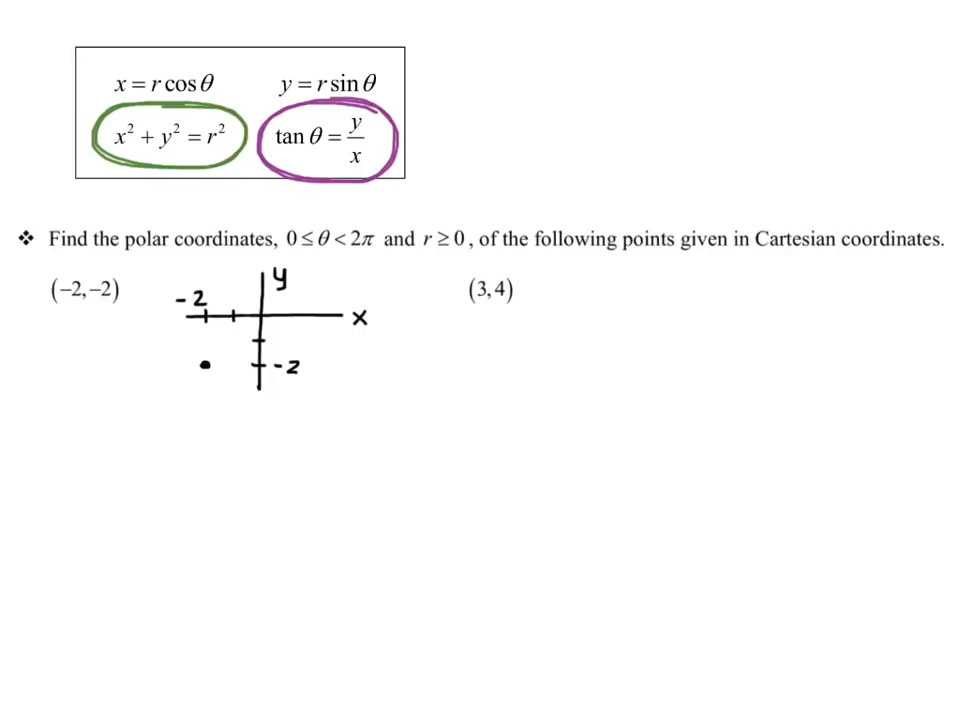 x = r cos θ    y = r sin θ
x² + y² = r²    tan θ = y/x
❖ Find the polar coordinates, 0 ≤ θ < 2π and r ≥ 0, of the following points given in Cartesian coordinates.
(−2, −2)    (3, 4)
y
-2
x
-2